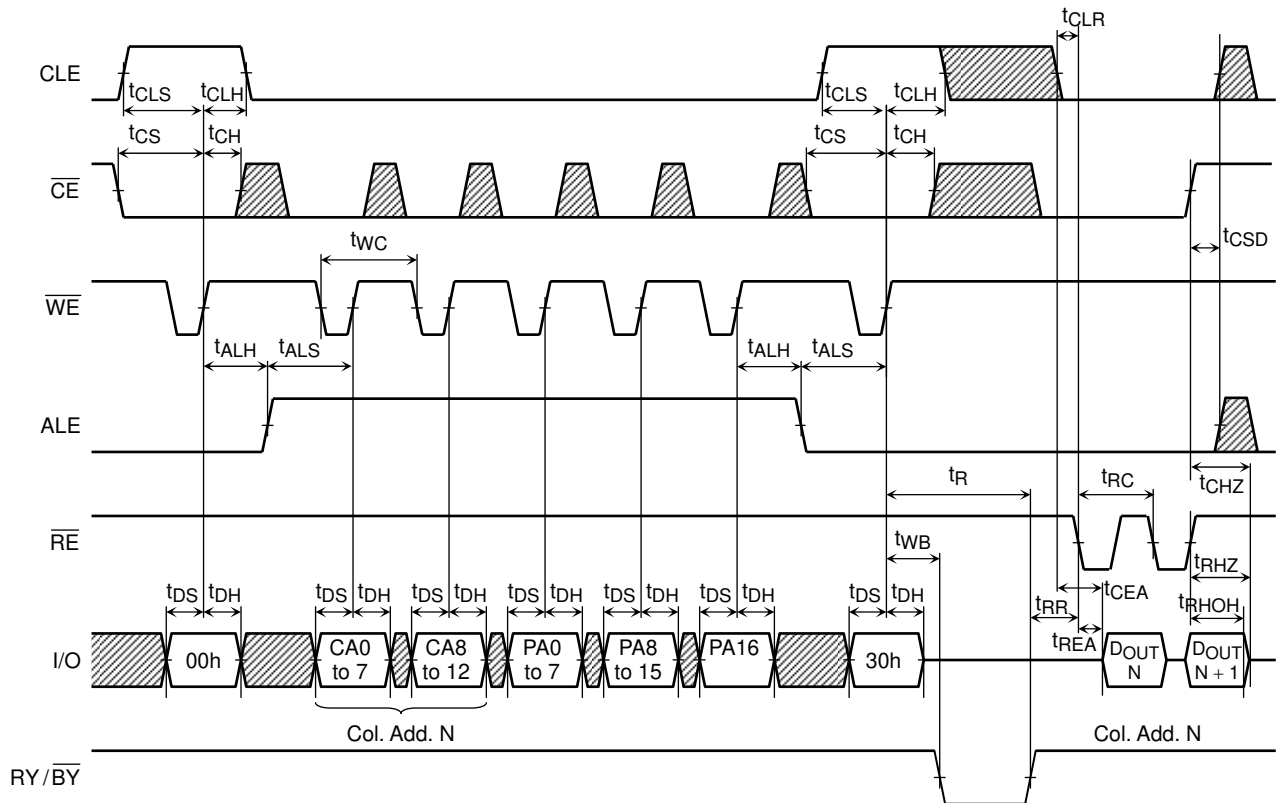 tCLR
CLE
tCLS tCLH tCLS tCLH
tCS tCH tCS tCH
CE
tCSD
tWC
WE
tALH tALS tALH tALS
ALE
tR tRC tCHZ
RE
tWB tRHZ
tDS tDH tDS tDH tDS tDH tDS tDH tDS tDH tDS tDH tDS tDH tCEA
tRR tRHOH
tREA
I/O 00h CA0 to 7 CA8 to 12 PA0 to 7 PA8 to 15 PA16 30h DOUT N DOUT N + 1
Col. Add. N Col. Add. N
RY/BY